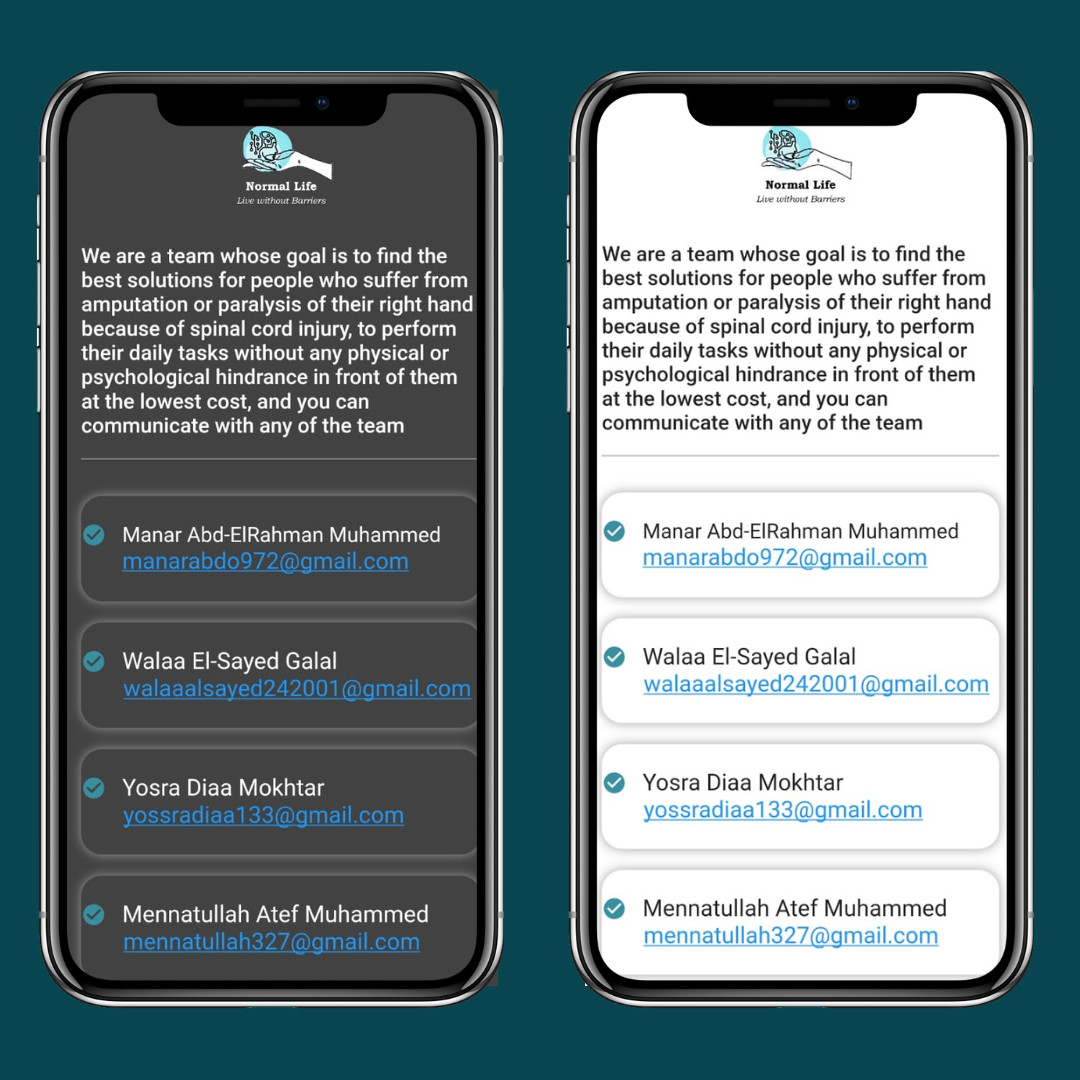 Normal Life
Live without Barriers
We are a team whose goal is to find the
best solutions for people who suffer from
amputation or paralysis of their right hand
because of spinal cord injury, to perform
their daily tasks without any physical or
psychological hindrance in front of them
at the lowest cost, and you can
communicate with any of the team
Manar Abd-ElRahman Muhammed
manarabdo972@gmail.com
Walaa El-Sayed Galal
walaaalsayed242001@gmail.com
Yosra Diaa Mokhtar
yossradiaa133@gmail.com
Mennatullah Atef Muhammed
mennatullah327@gmail.com
Normal Life
Live without Barriers
We are a team whose goal is to find the
best solutions for people who suffer from
amputation or paralysis of their right hand
because of spinal cord injury, to perform
their daily tasks without any physical or
psychological hindrance in front of them
at the lowest cost, and you can
communicate with any of the team
Manar Abd-ElRahman Muhammed
manarabdo972@gmail.com
Walaa El-Sayed Galal
walaaalsayed242001@gmail.com
Yosra Diaa Mokhtar
yossradiaa133@gmail.com
Mennatullah Atef Muhammed
mennatullah327@gmail.com